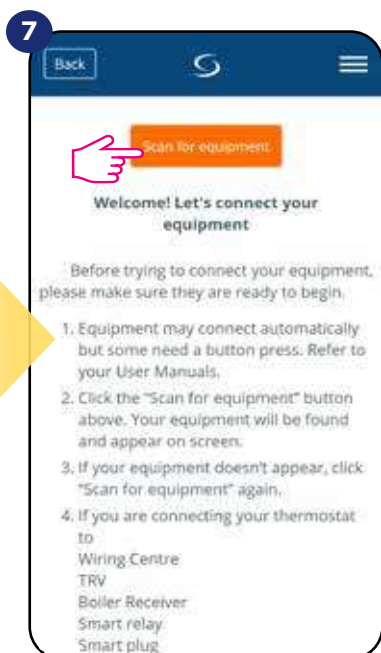 7
Back
Scan for equipment
Welcome! Let's connect your
equipment
Before trying to connect your equipment,
please make sure they are ready to begin.
1. Equipment may connect automatically
but some need a button press. Refer to
your User Manuals.
2. Click the "Scan for equipment" button
above. Your equipment will be found
and appear on screen.
3. If your equipment doesn't appear, click
"Scan for equipment" again.
4. If you are connecting your thermostat
to
Wiring Centre
TRV
Boiler Receiver
Smart relay
Smart plug